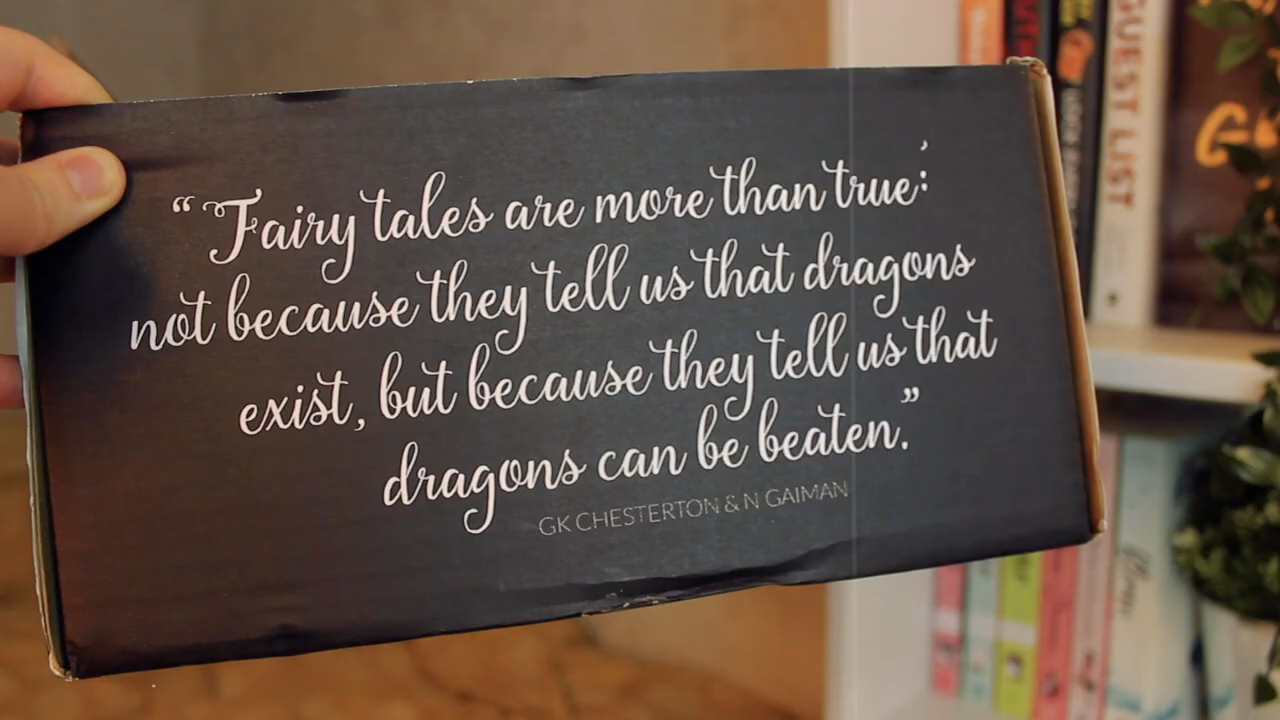 “Fairy tales are more than true:’
not because they tell us that dragons
exist, but because they tell us that
dragons can be beaten.”
GK CHESTERTON & N GAIMAN
GUEST LIST